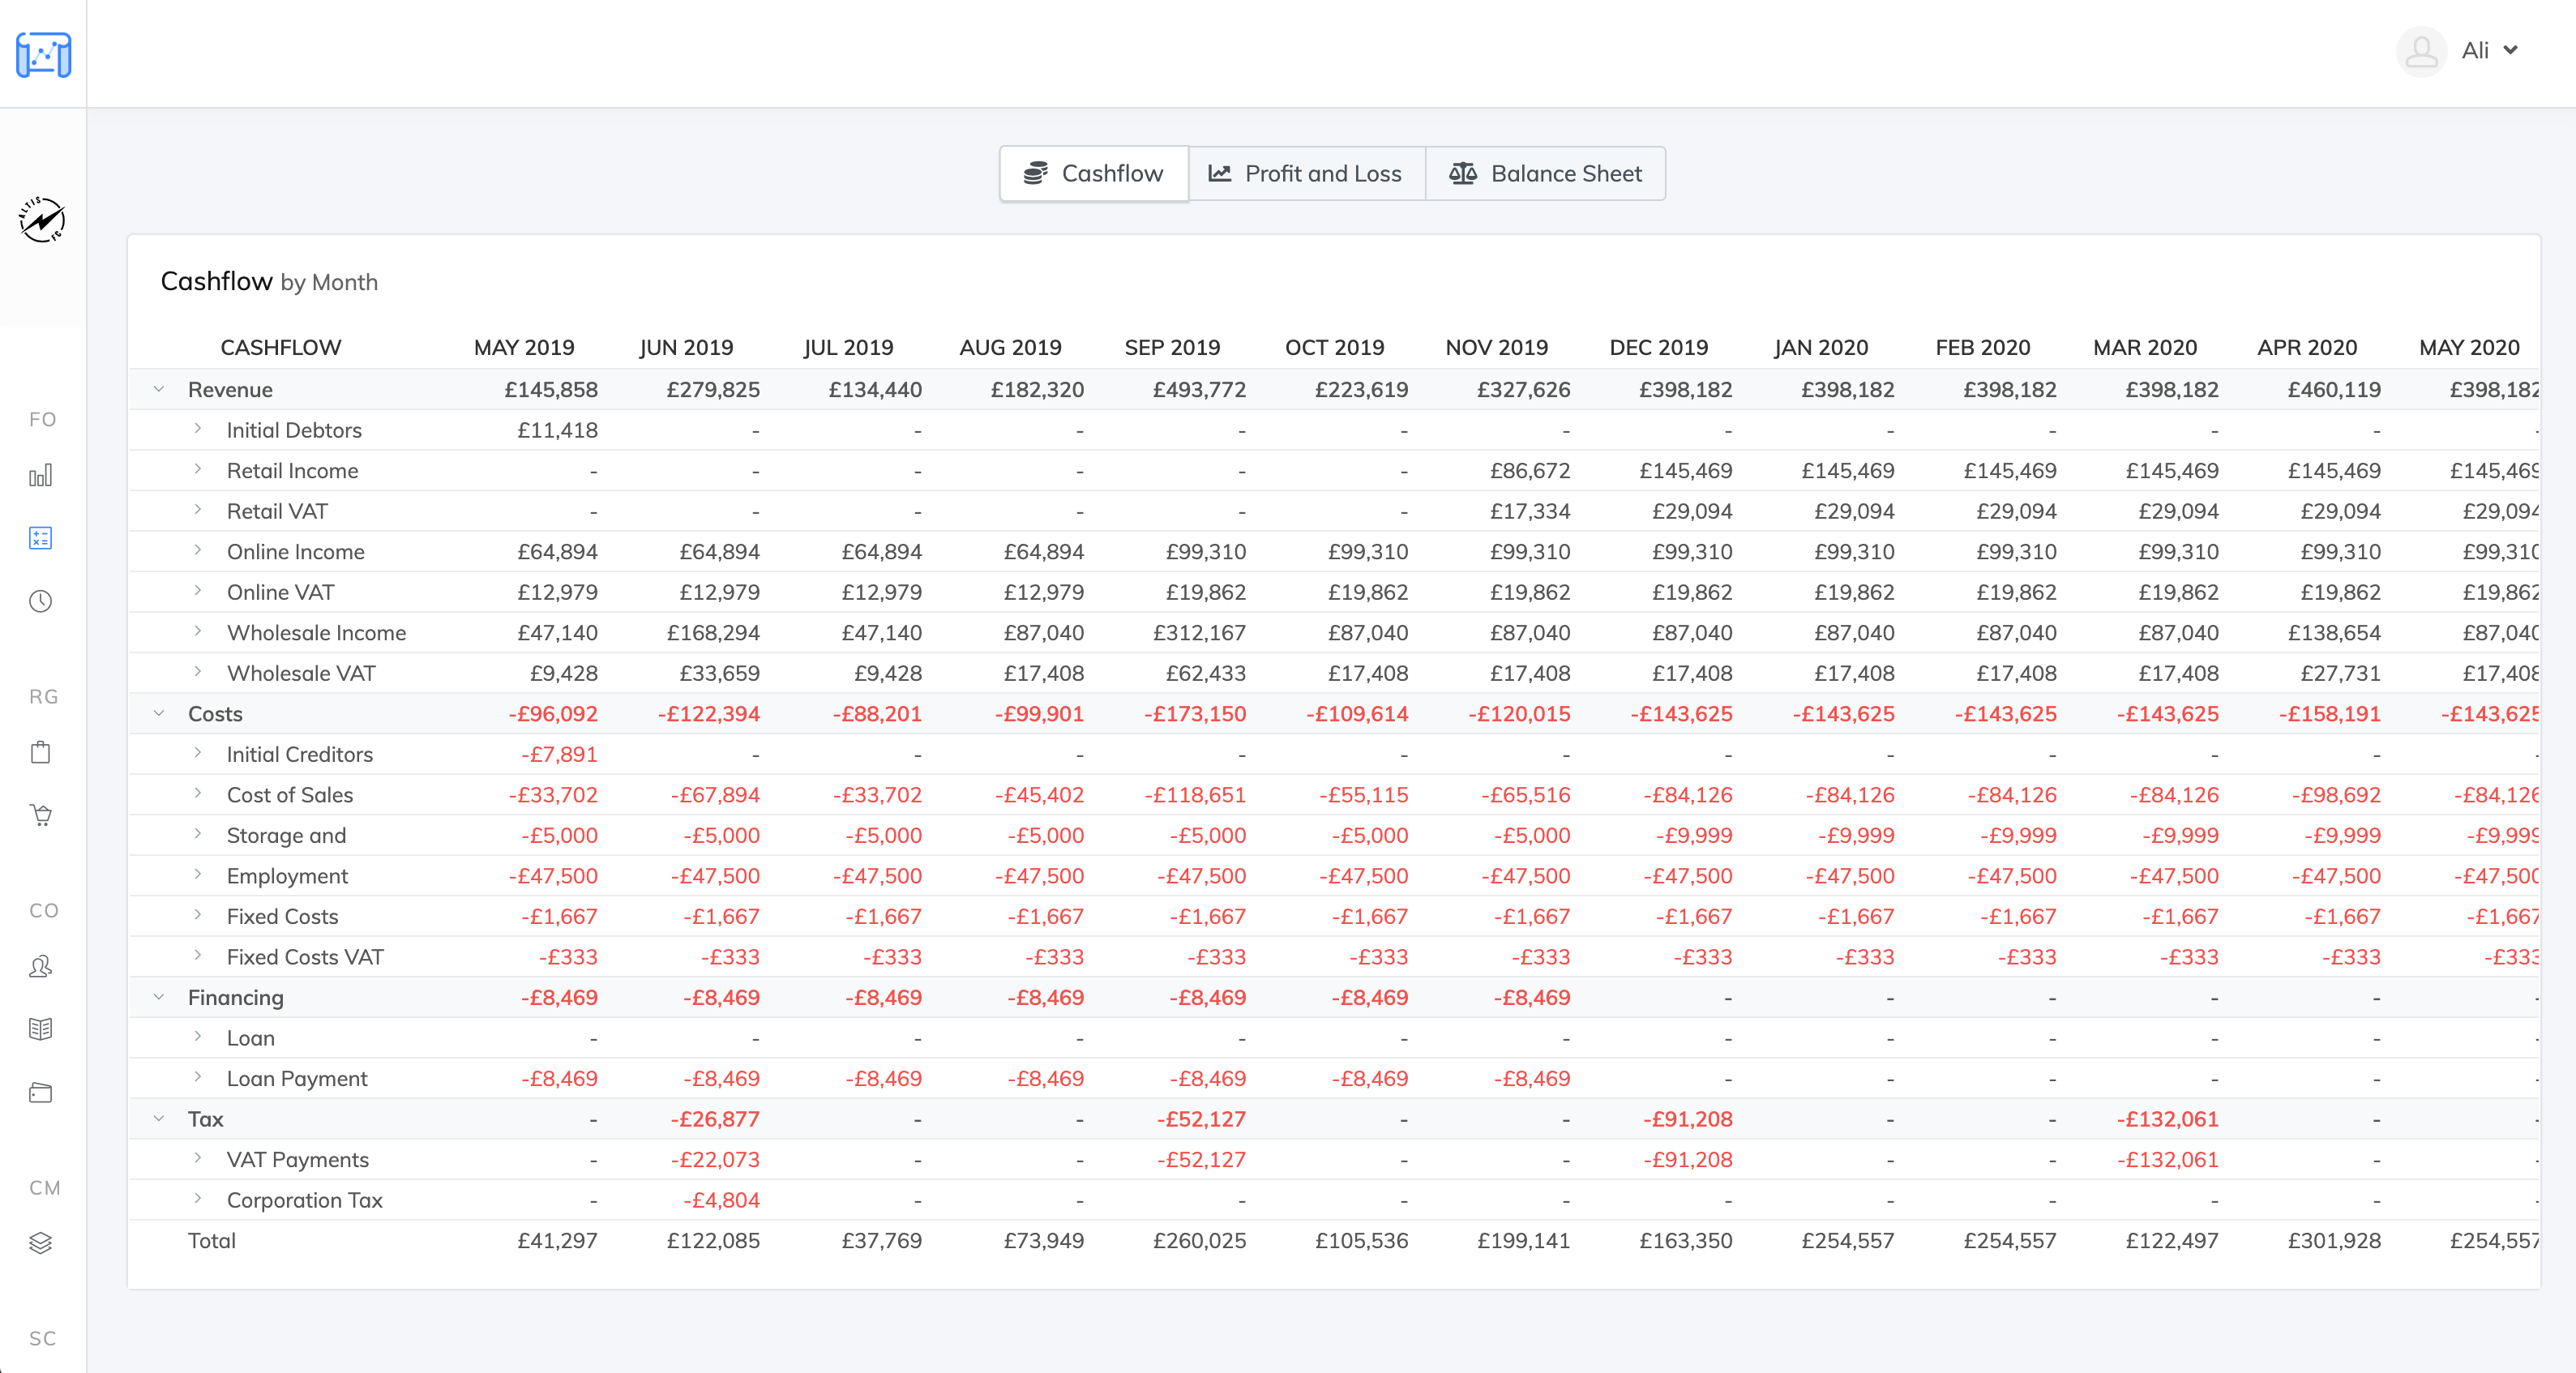 Ali
ALTIS FC
Cashflow Profit and Loss Balance Sheet
Cashflow by Month
CASHFLOW MAY 2019 JUN 2019 JUL 2019 AUG 2019 SEP 2019 OCT 2019 NOV 2019 DEC 2019 JAN 2020 FEB 2020 MAR 2020 APR 2020 MAY 2020
Revenue £145,858 £279,825 £134,440 £182,320 £493,772 £223,619 £327,626 £398,182 £398,182 £398,182 £398,182 £460,119 £398,182
FO
Initial Debtors £11,418 - - - - - - - - - - - -
Retail Income - - - - - - £86,672 £145,469 £145,469 £145,469 £145,469 £145,469 £145,469
Retail VAT - - - - - - £17,334 £29,094 £29,094 £29,094 £29,094 £29,094 £29,094
Online Income £64,894 £64,894 £64,894 £64,894 £99,310 £99,310 £99,310 £99,310 £99,310 £99,310 £99,310 £99,310 £99,310
Online VAT £12,979 £12,979 £12,979 £12,979 £19,862 £19,862 £19,862 £19,862 £19,862 £19,862 £19,862 £19,862 £19,862
Wholesale Income £47,140 £168,294 £47,140 £87,040 £312,167 £87,040 £87,040 £87,040 £87,040 £87,040 £87,040 £138,654 £87,040
Wholesale VAT £9,428 £33,659 £9,428 £17,408 £62,433 £17,408 £17,408 £17,408 £17,408 £17,408 £17,408 £27,731 £17,408
RG
Costs -£96,092 -£122,394 -£88,201 -£99,901 -£173,150 -£109,614 -£120,015 -£143,625 -£143,625 -£143,625 -£143,625 -£158,191 -£143,625
Initial Creditors -£7,891 - - - - - - - - - - - -
Cost of Sales -£33,702 -£67,894 -£33,702 -£45,402 -£118,651 -£55,115 -£65,516 -£84,126 -£84,126 -£84,126 -£84,126 -£98,692 -£84,126
Storage and -£5,000 -£5,000 -£5,000 -£5,000 -£5,000 -£5,000 -£5,000 -£9,999 -£9,999 -£9,999 -£9,999 -£9,999 -£9,999
Employment -£47,500 -£47,500 -£47,500 -£47,500 -£47,500 -£47,500 -£47,500 -£47,500 -£47,500 -£47,500 -£47,500 -£47,500 -£47,500
CO
Fixed Costs -£1,667 -£1,667 -£1,667 -£1,667 -£1,667 -£1,667 -£1,667 -£1,667 -£1,667 -£1,667 -£1,667 -£1,667 -£1,667
Fixed Costs VAT -£333 -£333 -£333 -£333 -£333 -£333 -£333 -£333 -£333 -£333 -£333 -£333 -£333
Financing -£8,469 -£8,469 -£8,469 -£8,469 -£8,469 -£8,469 -£8,469 - - - - - -
Loan - - - - - - - - - - - - -
Loan Payment -£8,469 -£8,469 -£8,469 -£8,469 -£8,469 -£8,469 -£8,469 - - - - - -
Tax - -£26,877 - - -£52,127 - - -£91,208 - - -£132,061 - -
VAT Payments - -£22,073 - - -£52,127 - - -£91,208 - - -£132,061 - -
CM
Corporation Tax - -£4,804 - - - - - - - - - - -
Total £41,297 £122,085 £37,769 £73,949 £260,025 £105,536 £199,141 £163,350 £254,557 £254,557 £122,497 £301,928 £254,557
SC